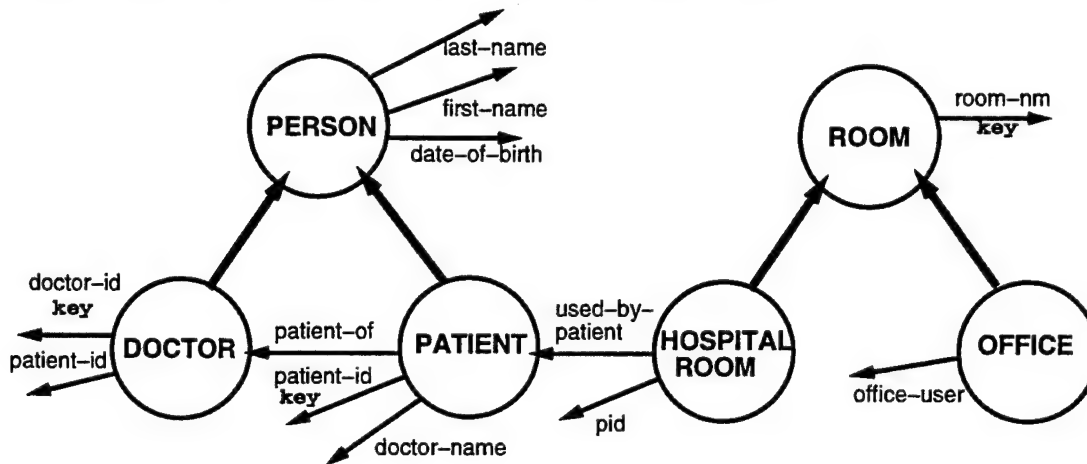 last-name
first-name
date-of-birth
PERSON
room-nm
key
ROOM
doctor-id
key
patient-id
DOCTOR
patient-of
patient-id
key
doctor-name
PATIENT
used-by-
patient
pid
HOSPITAL
ROOM
office-user
OFFICE